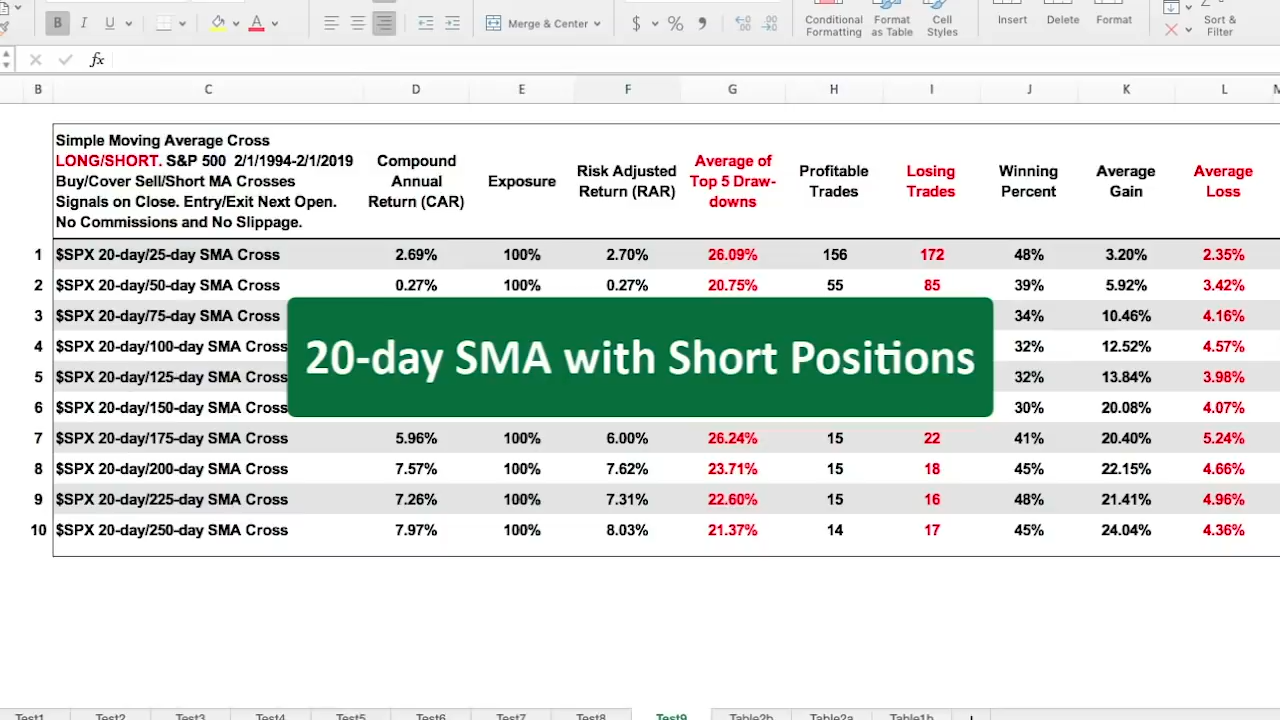 B I U
Merge & Center
$ % 9
Conditional Formatting
Format as Table
Cell Styles
Insert
Delete
Format
Sort & Filter
fx
B C D E F G H I J K L
Simple Moving Average Cross
LONG/SHORT. S&P 500 2/1/1994-2/1/2019
Buy/Cover Sell/Short MA Crosses
Signals on Close. Entry/Exit Next Open.
No Commissions and No Slippage.
Compound
Annual
Return (CAR)
Exposure
Risk Adjusted
Return (RAR)
Average of
Top 5 Draw-
downs
Profitable
Trades
Losing
Trades
Winning
Percent
Average
Gain
Average
Loss
1 $SPX 20-day/25-day SMA Cross 2.69% 100% 2.70% 26.09% 156 172 48% 3.20% 2.35%
2 $SPX 20-day/50-day SMA Cross 0.27% 100% 0.27% 20.75% 55 85 39% 5.92% 3.42%
3 $SPX 20-day/75-day SMA Cross 34% 10.46% 4.16%
4 $SPX 20-day/100-day SMA Cross 32% 12.52% 4.57%
5 $SPX 20-day/125-day SMA Cross 32% 13.84% 3.98%
6 $SPX 20-day/150-day SMA Cross 30% 20.08% 4.07%
20-day SMA with Short Positions
7 $SPX 20-day/175-day SMA Cross 5.96% 100% 6.00% 26.24% 15 22 41% 20.40% 5.24%
8 $SPX 20-day/200-day SMA Cross 7.57% 100% 7.62% 23.71% 15 18 45% 22.15% 4.66%
9 $SPX 20-day/225-day SMA Cross 7.26% 100% 7.31% 22.60% 15 16 48% 21.41% 4.96%
10 $SPX 20-day/250-day SMA Cross 7.97% 100% 8.03% 21.37% 14 17 45% 24.04% 4.36%
Test1 Test2 Test3 Test4 Test5 Test6 Test7 Test8 Test9 Table2b Table2a Table1b